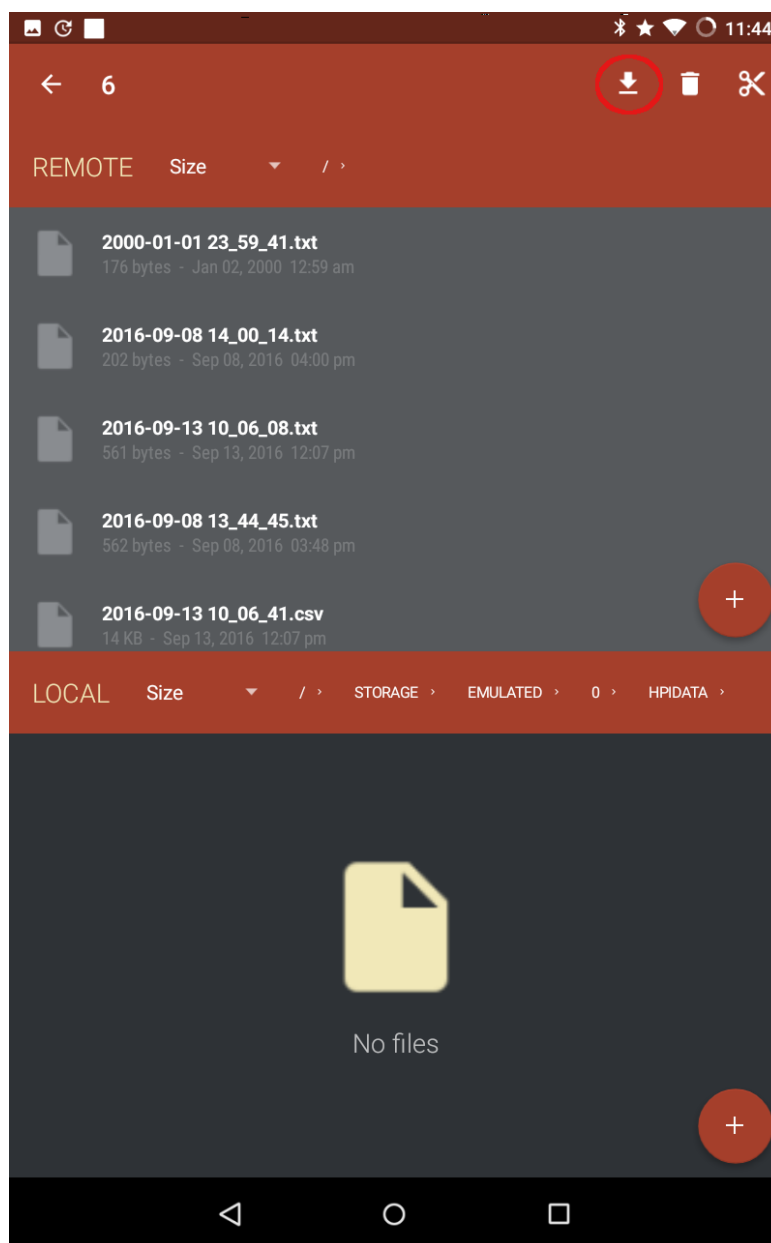 11:44
6
REMOTE Size / ›
2000-01-01 23_59_41.txt
176 bytes - Jan 02, 2000 12:59 am
2016-09-08 14_00_14.txt
202 bytes - Sep 08, 2016 04:00 pm
2016-09-13 10_06_08.txt
561 bytes - Sep 13, 2016 12:07 pm
2016-09-08 13_44_45.txt
562 bytes - Sep 08, 2016 03:48 pm
2016-09-13 10_06_41.csv
14 KB - Sep 13, 2016 12:07 pm
LOCAL Size / › STORAGE › EMULATED › 0 › HPIDATA ›
No files